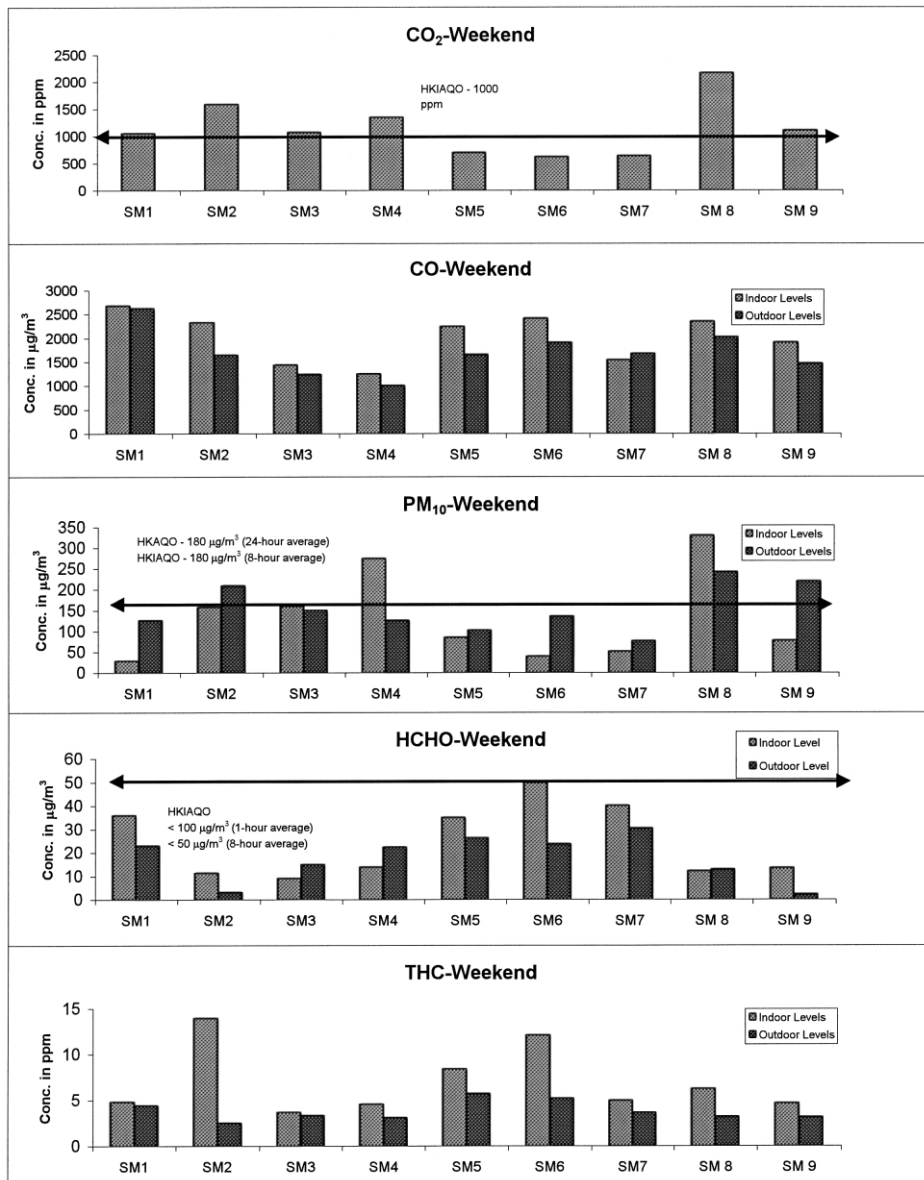 CO₂-Weekend
Conc. in ppm
2500
2000
1500
1000
500
0
HKIAQO - 1000
ppm
SM1 SM2 SM3 SM4 SM5 SM6 SM7 SM 8 SM 9
CO-Weekend
Conc. in µg/m³
3000
2500
2000
1500
1000
500
0
Indoor Levels
Outdoor Levels
SM1 SM2 SM3 SM4 SM5 SM6 SM7 SM 8 SM 9
PM₁₀-Weekend
Conc. in µg/m³
350
300
250
200
150
100
50
0
HKAQO - 180 µg/m³ (24-hour average)
HKIAQO - 180 µg/m³ (8-hour average)
Indoor Levels
Outdoor Levels
SM1 SM2 SM3 SM4 SM5 SM6 SM7 SM 8 SM 9
HCHO-Weekend
Conc. in µg/m³
60
50
40
30
20
10
0
Indoor Level
Outdoor Level
HKIAQO
< 100 µg/m³ (1-hour average)
< 50 µg/m³ (8-hour average)
SM1 SM2 SM3 SM4 SM5 SM6 SM7 SM 8 SM 9
THC-Weekend
Conc. in ppm
15
10
5
0
Indoor Levels
Outdoor Levels
SM1 SM2 SM3 SM4 SM5 SM6 SM7 SM 8 SM 9